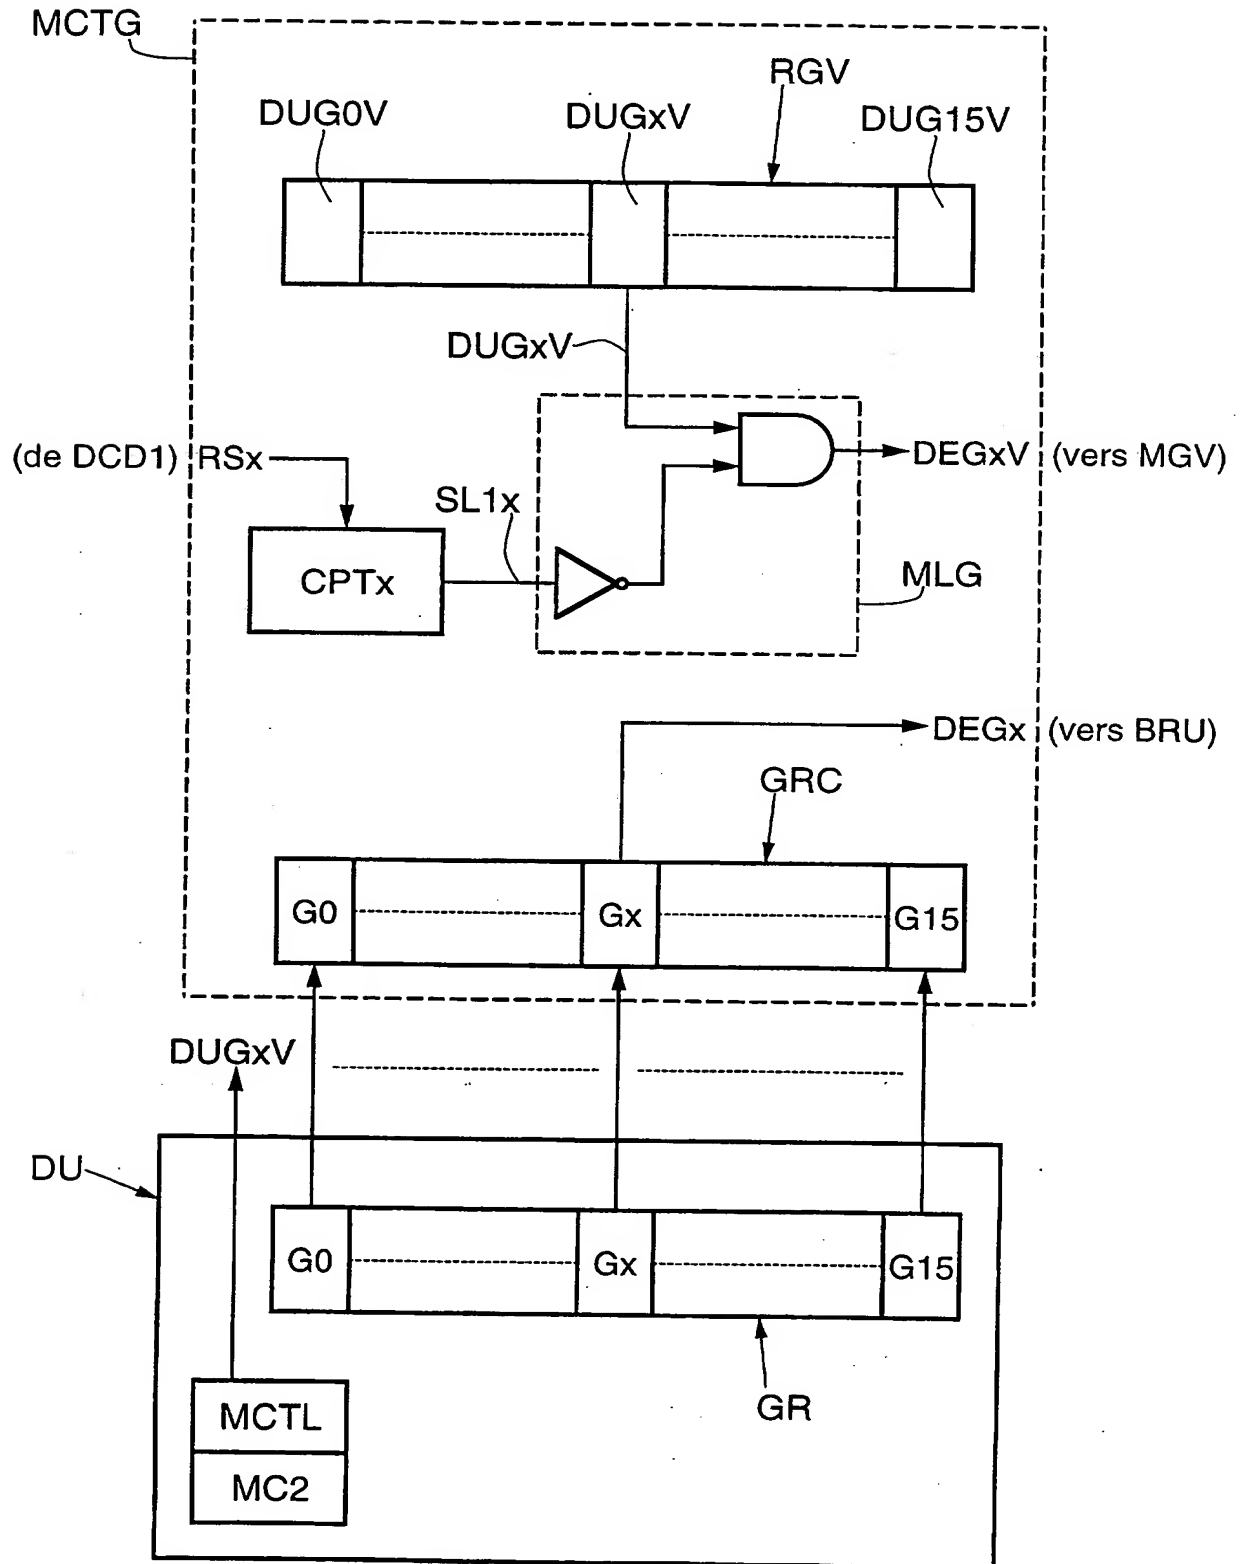 MCTG
RGV
DUG0V
DUGxV
DUG15V
DUGxV
(de DCD1) RSx
DEGxV (vers MGV)
SL1x
CPTx
MLG
DEGx (vers BRU)
GRC
G0
Gx
G15
DUGxV
DU
G0
Gx
G15
MCTL
GR
MC2